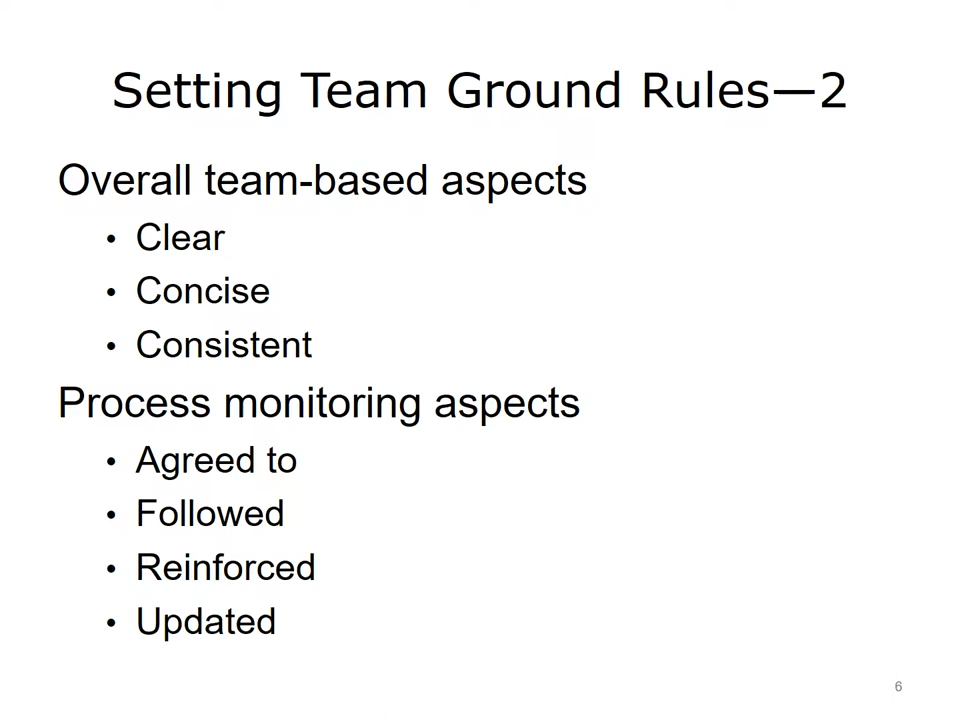 Setting Team Ground Rules—2
Overall team-based aspects
• Clear
• Concise
• Consistent
Process monitoring aspects
• Agreed to
• Followed
• Reinforced
• Updated
6